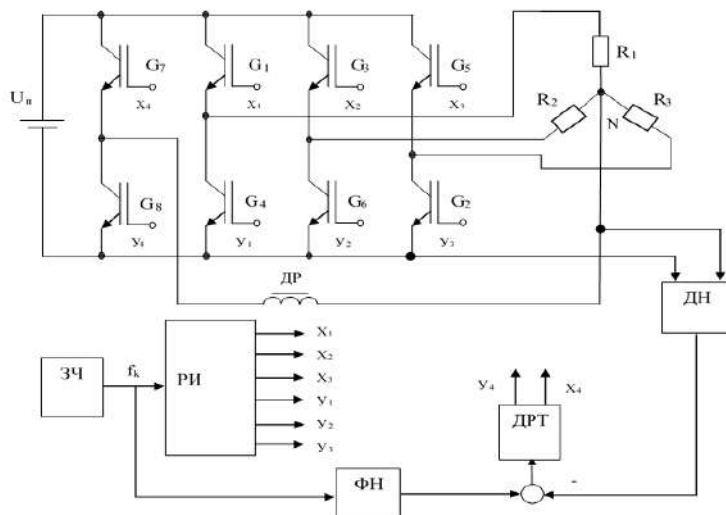 G₇
G₁
G₃
G₅
R₁
Uп
X₄
X₁
X₂
X₃
R₂
R₃
N
G₈
G₄
G₆
G₂
У₄
У₁
У₂
У₃
ДР
ДН
X₁
X₂
X₃
У₁
У₂
У₃
ЗЧ
fk
РИ
У₄
X₄
ДРТ
ФН
-